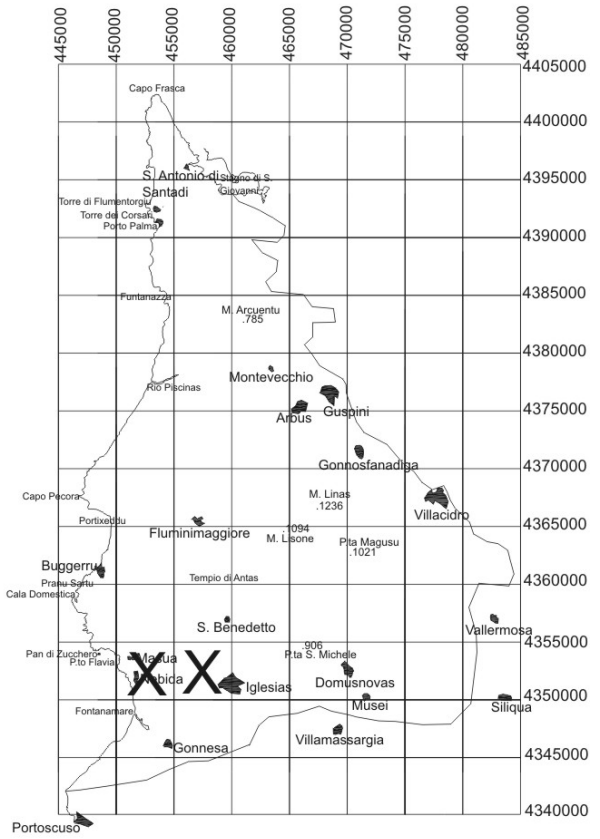 445000 450000 455000 460000 465000 470000 475000 480000 485000
4405000
Capo Frasca
4400000
S. Antonio di
Santadi
Stagno di S.
Giovanni
4395000
Torre di Flumentorgiu
Torre dei Corsari
Porto Palma
4390000
Funtanazza
4385000
M. Arcuentu
.785
4380000
Montevecchio
Rio Piscinas
Arbus
Guspini
4375000
Gonnosfanadiga
4370000
Capo Pecora
M. Linas
.1236
Villacidro
Portixeddu
Fluminimaggiore
.1094
M. Lisone
4365000
P.ta Magusu
.1021
Buggerru
Tempio di Antas
4360000
Pranu Sartu
Cala Domestica
S. Benedetto
Vallermosa
4355000
.906
P.ta S. Michele
Pan di Zucchero
P.to Flavia
Masua
X X
Nebida
Iglesias
Domusnovas
4350000
Musei
Siliqua
Fontanamare
Gonnesa
Villamassargia
4345000
4340000
Portoscuso